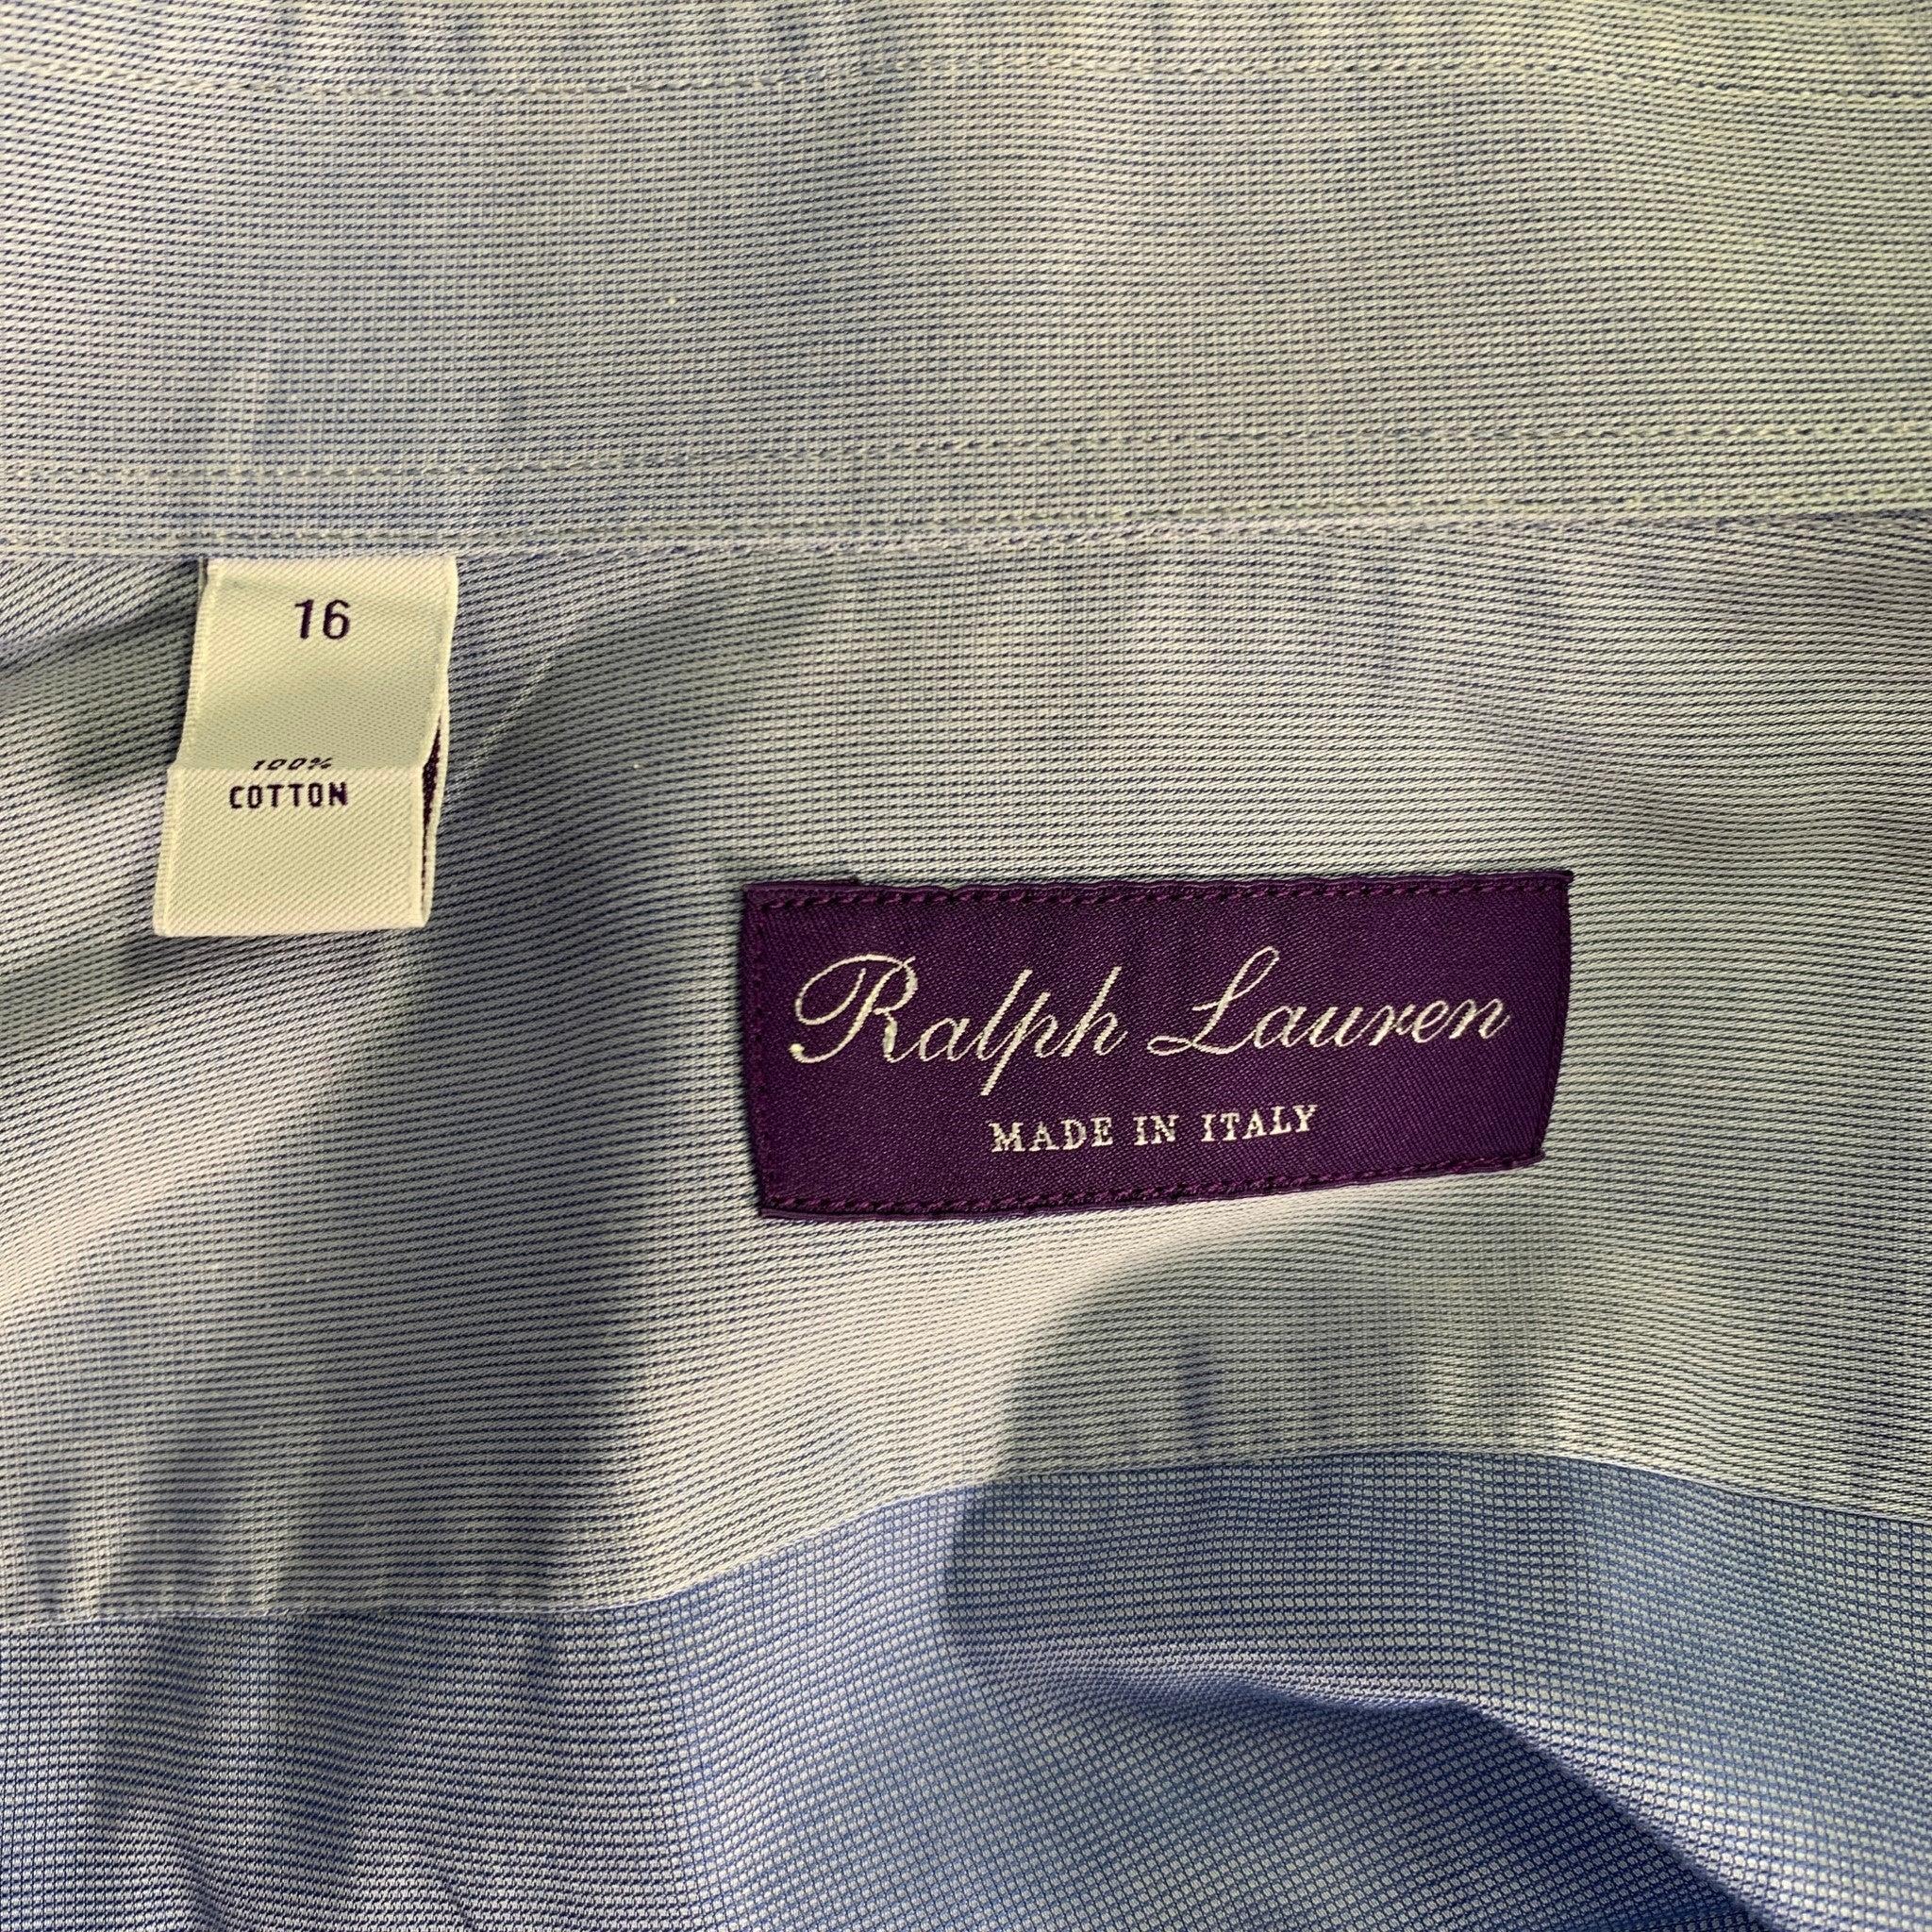 16
100%
COTTON
Ralph Lauren
MADE IN ITALY